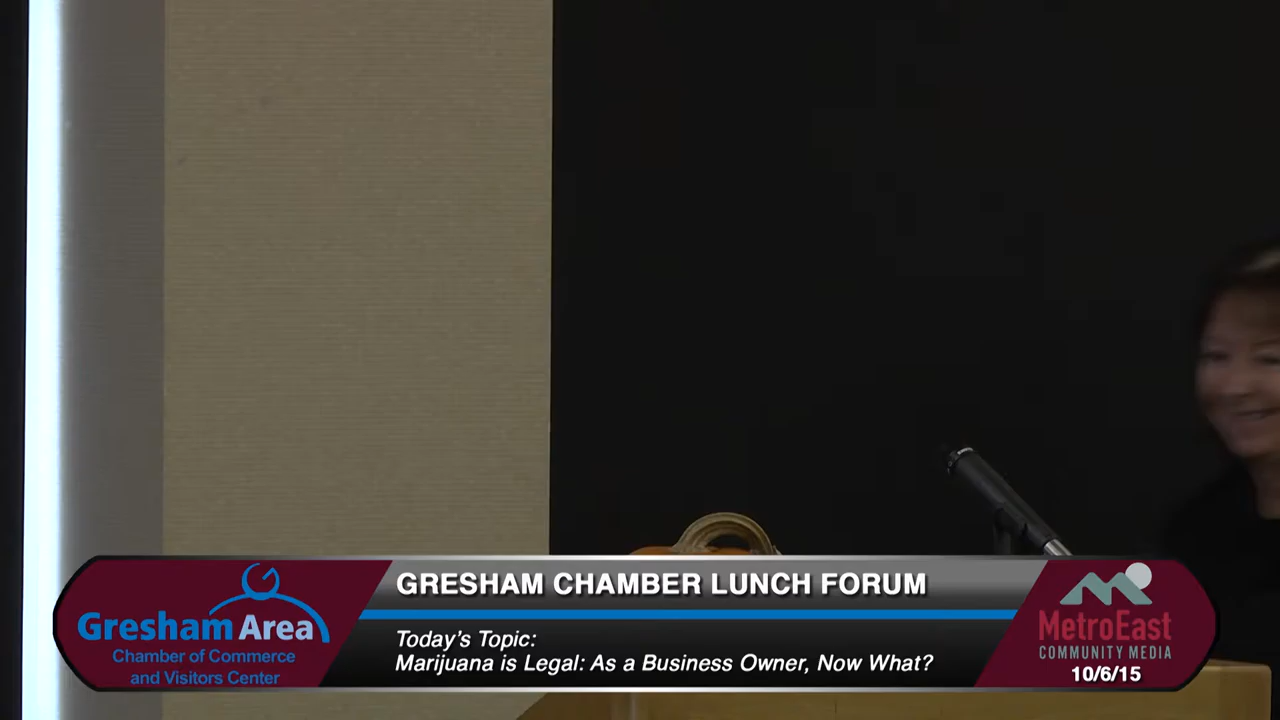 GRESHAM CHAMBER LUNCH FORUM
Gresham Area
Chamber of Commerce
and Visitors Center
Today's Topic:
Marijuana is Legal: As a Business Owner, Now What?
MetroEast
COMMUNITY MEDIA
10/6/15